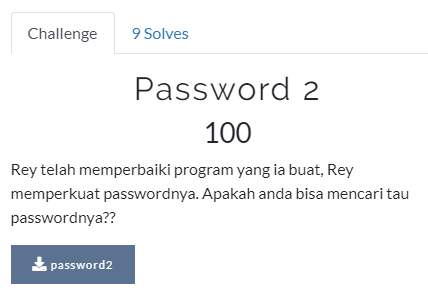 Challenge
9 Solves
Password 2
100
Rey telah memperbaiki program yang ia buat, Rey
memperkuat passwordnya. Apakah anda bisa mencari tau
passwordnya??
password2